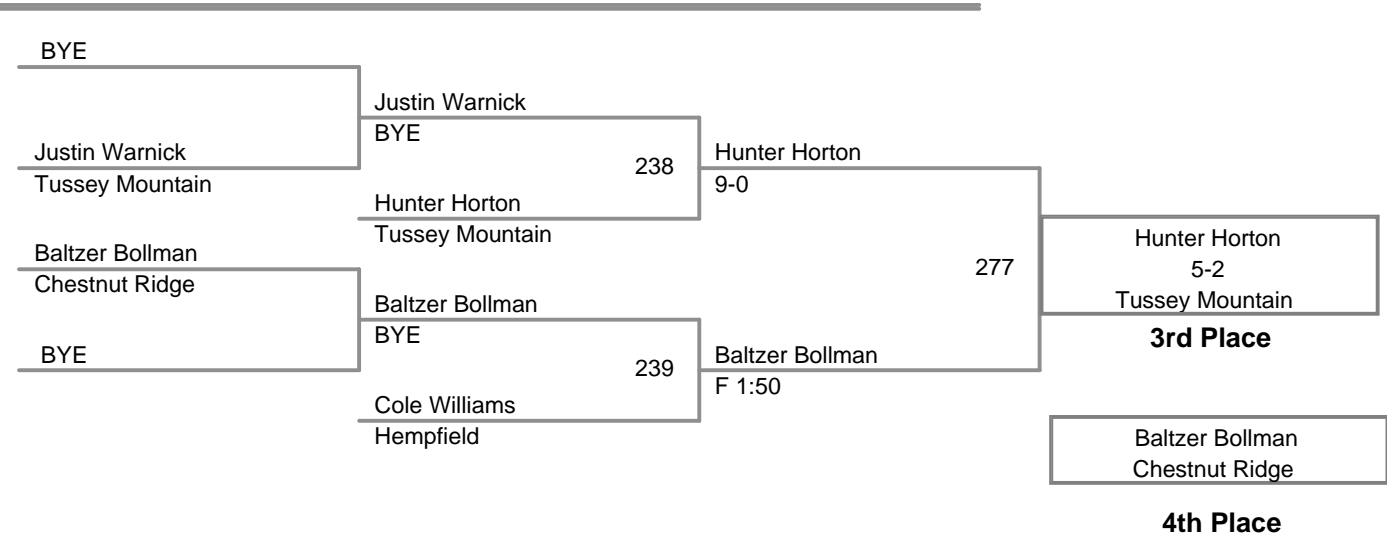 BYE
Justin Warnick
BYE
Justin Warnick
Tussey Mountain
238
Hunter Horton
9-0
Hunter Horton
Tussey Mountain
Baltzer Bollman
Chestnut Ridge
277
Hunter Horton
5-2
Tussey Mountain
3rd Place
Baltzer Bollman
BYE
BYE
239
Baltzer Bollman
F 1:50
Cole Williams
Hempfield
Baltzer Bollman
Chestnut Ridge
4th Place